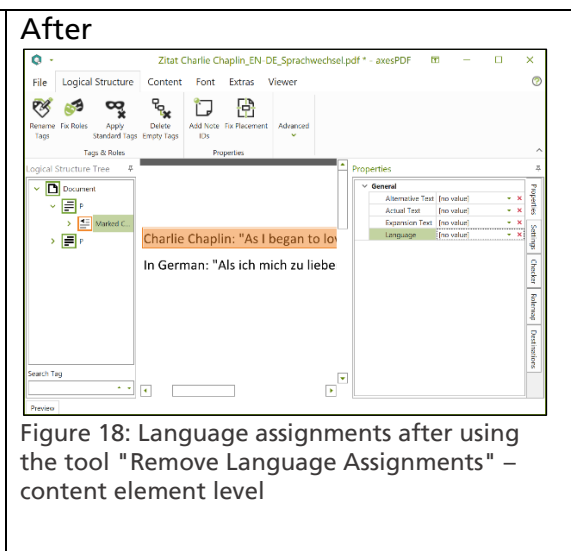 After
Zitat Charlie Chaplin_EN-DE_Sprachwechsel.pdf * - axesPDF
File Logical Structure Content Font Extras Viewer
Rename Tags Fix Roles Apply Standard Tags Delete Empty Tags Add Note IDs Fix Placement Advanced
Tags & Roles Properties
Logical Structure Tree
Document
P
Marked C...
P
Charlie Chaplin: "As I began to lov
In German: "Als ich mich zu liebe
Search Tag
Preview
Properties
General
Alternative Text [no value]
Actual Text [no value]
Expansion Text [no value]
Language [no value]
Properties
Settings
Checker
Rolemap
Destinations
Figure 18: Language assignments after using
the tool "Remove Language Assignments" –
content element level